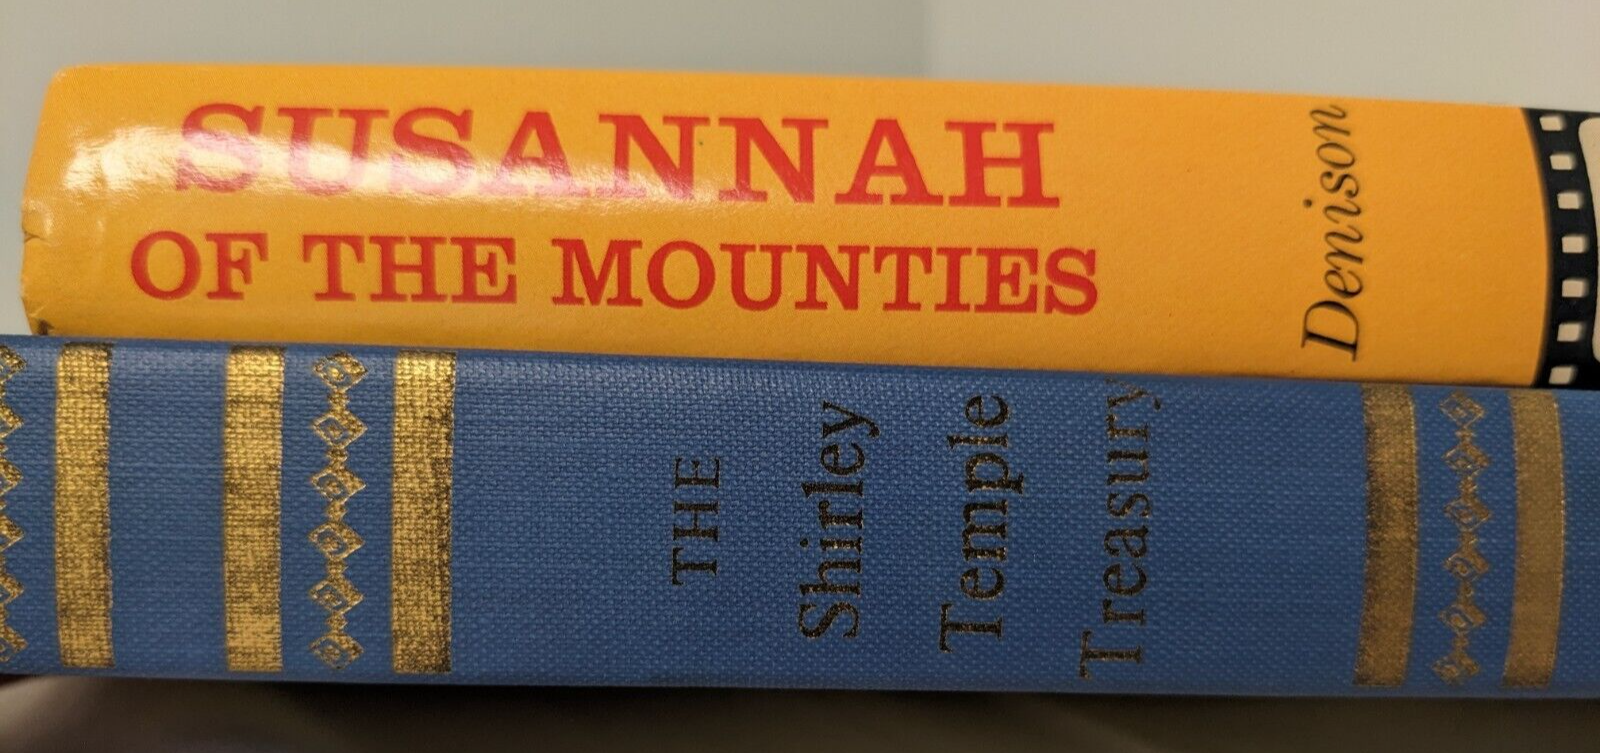 SUSANNAH
OF THE MOUNTIES
Denison
THE
Shirley
Temple
Treasury